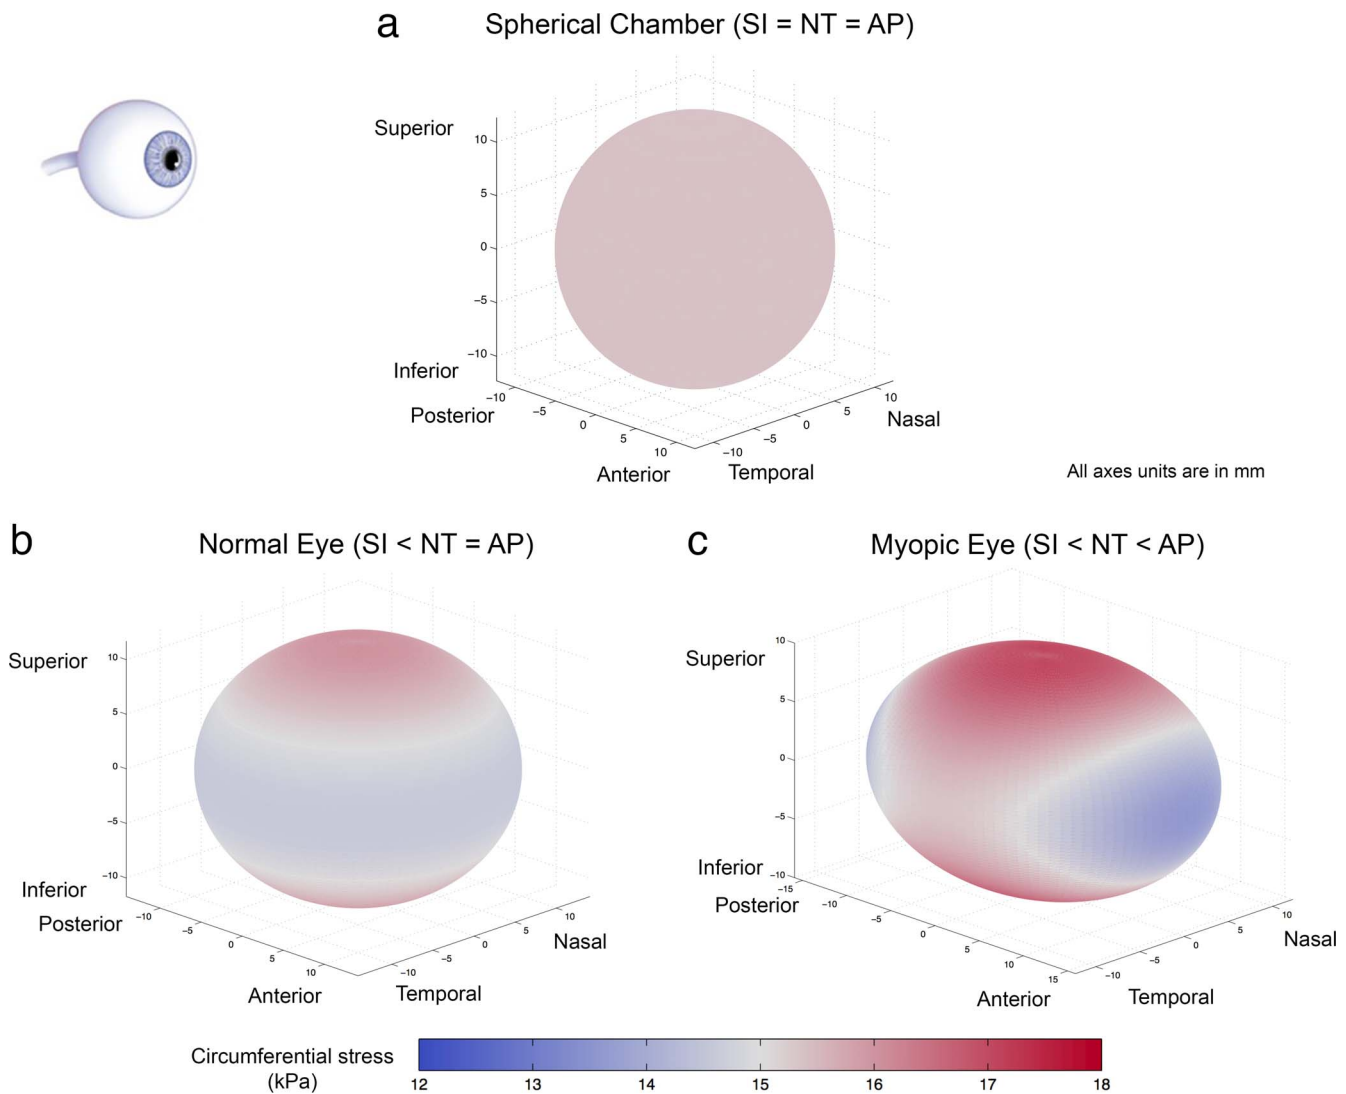 a
Spherical Chamber (SI = NT = AP)
Superior
10
5
0
−5
−10
Inferior
−10
−5
0
5
10
Posterior
Anterior
−10
−5
0
5
10
Temporal
Nasal
All axes units are in mm
b
Normal Eye (SI < NT = AP)
Superior
10
5
0
−5
−10
Inferior
−10
−5
0
5
10
Posterior
Anterior
−10
−5
0
5
10
Temporal
Nasal
c
Myopic Eye (SI < NT < AP)
Superior
10
5
0
−5
−10
Inferior
−15
−10
−5
0
5
10
15
Posterior
Anterior
−10
−5
0
5
10
Temporal
Nasal
Circumferential stress
(kPa)
12 13 14 15 16 17 18